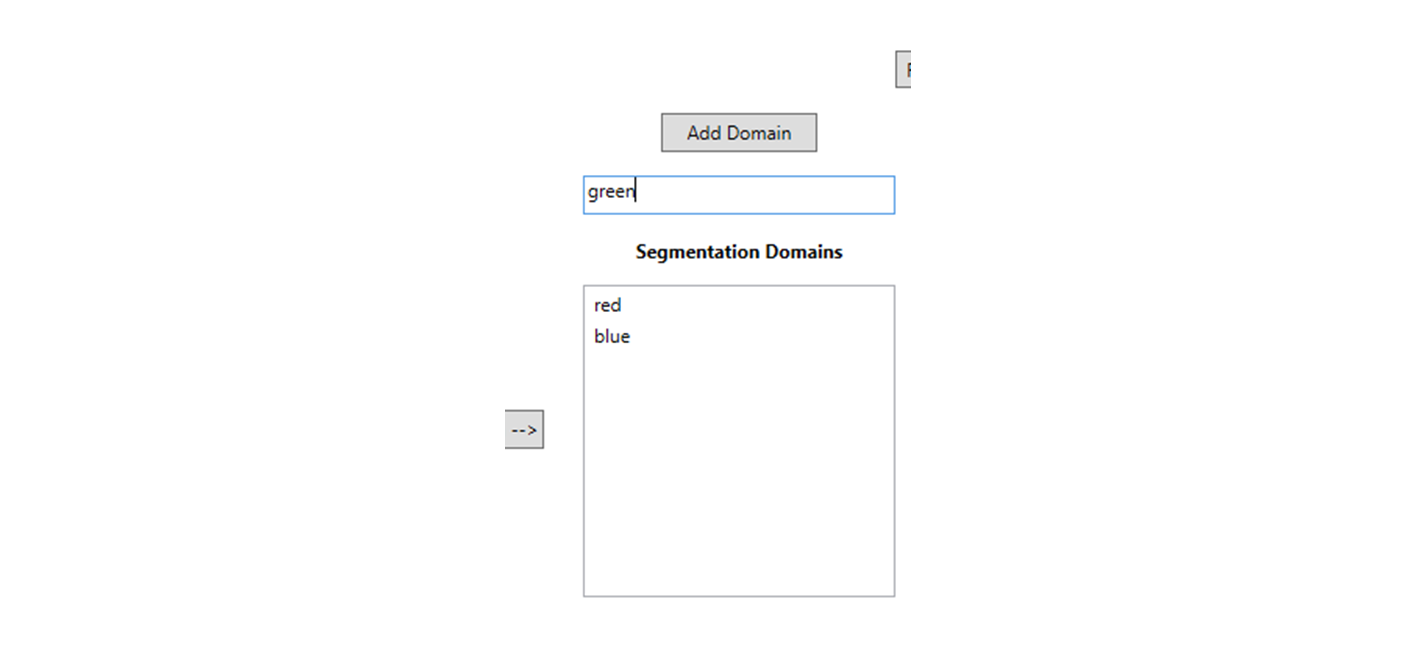 Add Domain
green
Segmentation Domains
red
blue
-->